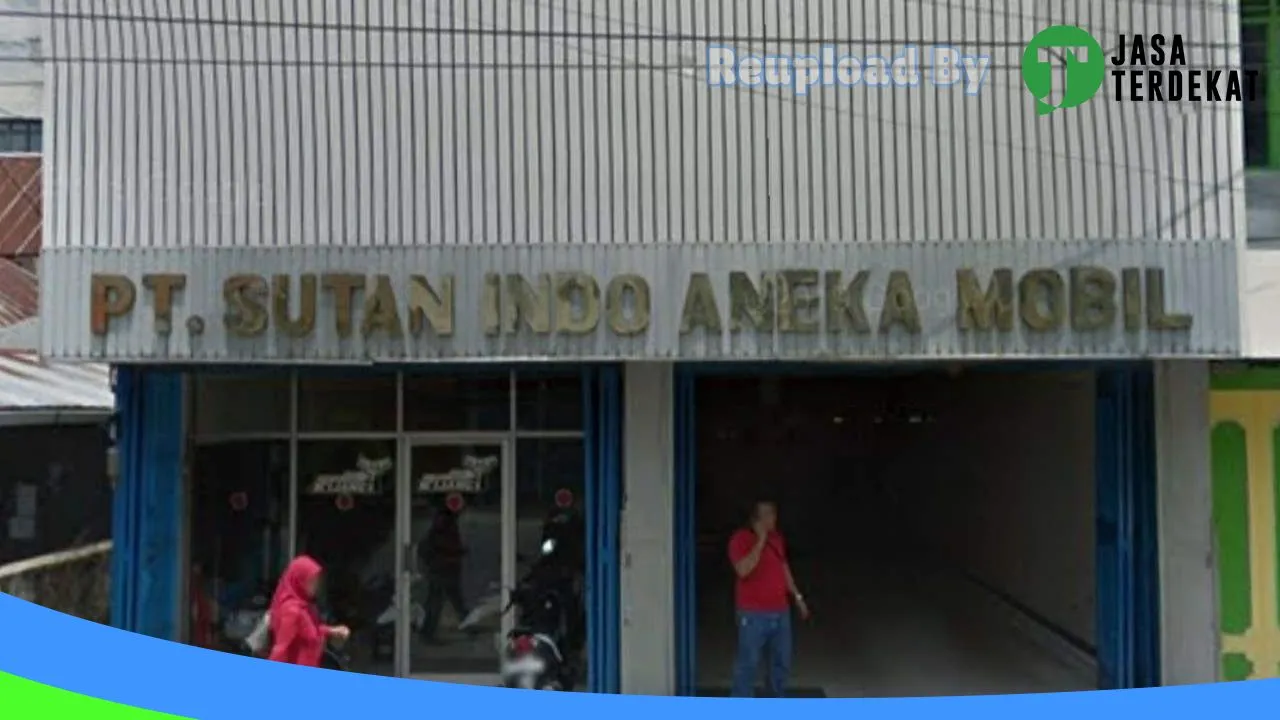 Reupload By
JASA
TERDEKAT
PT. SUTAN INDO ANEKA MOBIL